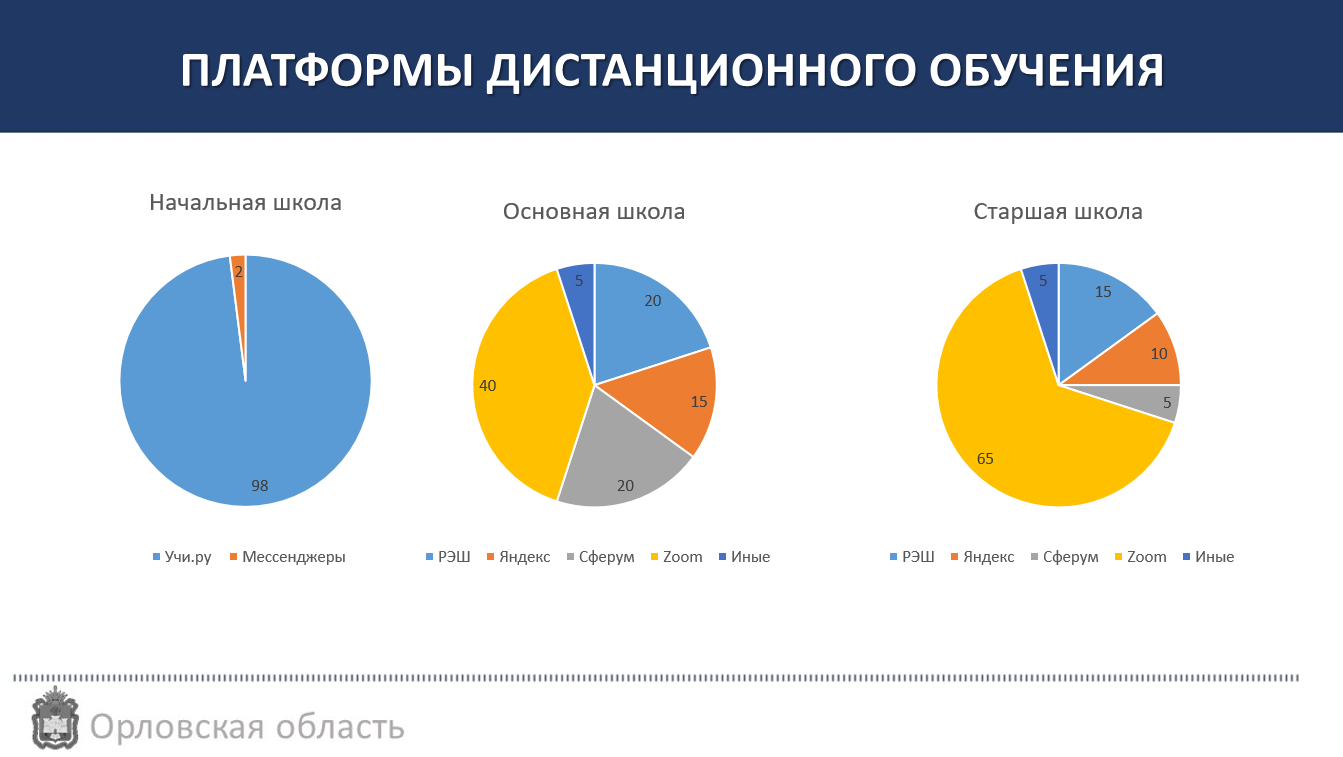 ПЛАТФОРМЫ ДИСТАНЦИОННОГО ОБУЧЕНИЯ
Начальная школа
2
98
Учи.ру Мессенджеры
Основная школа
5
20
40
15
20
РЭШ Яндекс Сферум Zoom Иные
Старшая школа
5
15
10
5
65
РЭШ Яндекс Сферум Zoom Иные
Орловская область